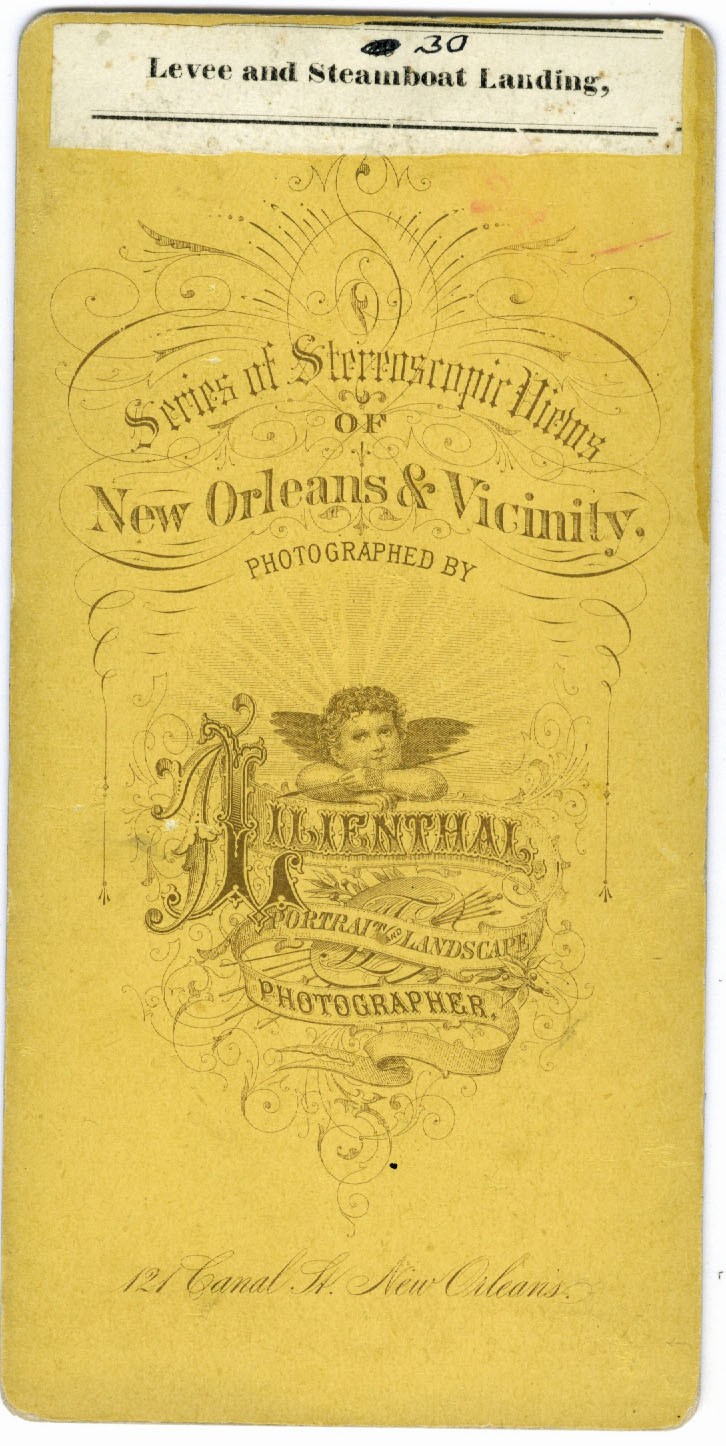 30
Levee and Steamboat Landing,
Series of Stereoscopic Views
OF
New Orleans & Vicinity.
PHOTOGRAPHED BY
A LILIENTHAL,
PORTRAIT & LANDSCAPE
PHOTOGRAPHER,
121 Canal St. New Orleans.